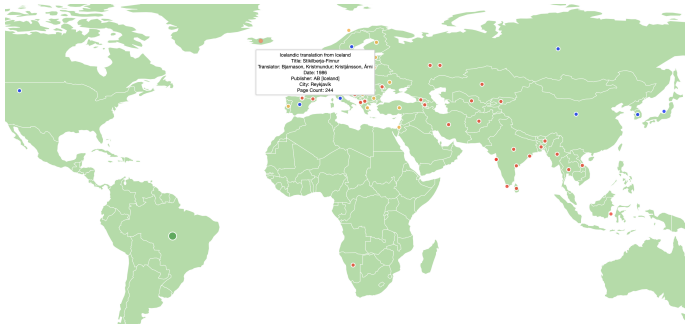 Icelandic translation from Iceland
Title: Stikilberja-Finnur
Translator: Bjarnason, Kristmundur; Kristjánsson, Árni
Date: 1986
Publisher: AB [Iceland]
City: Reykjavík
Page Count: 244